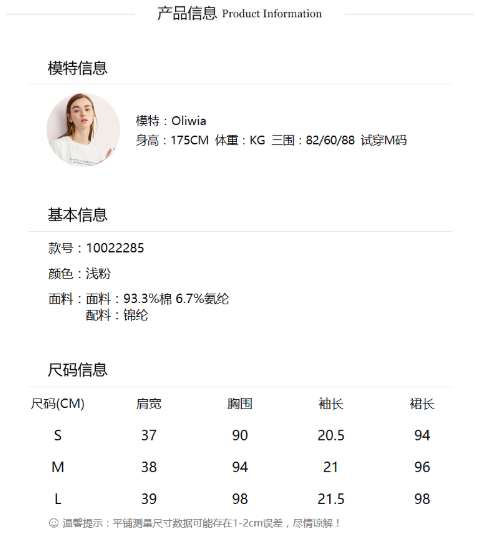 产品信息 Product Information
模特信息
模特：Oliwia
身高：175CM 体重：KG 三围：82/60/88 试穿M码
基本信息
款号：10022285
颜色：浅粉
面料：面料：93.3%棉 6.7%氨纶
配料：锦纶
尺码信息
尺码(CM) 肩宽 胸围 袖长 裙长
S 37 90 20.5 94
M 38 94 21 96
L 39 98 21.5 98
温馨提示：平铺测量尺寸数据可能存在1-2cm误差，尽情谅解！